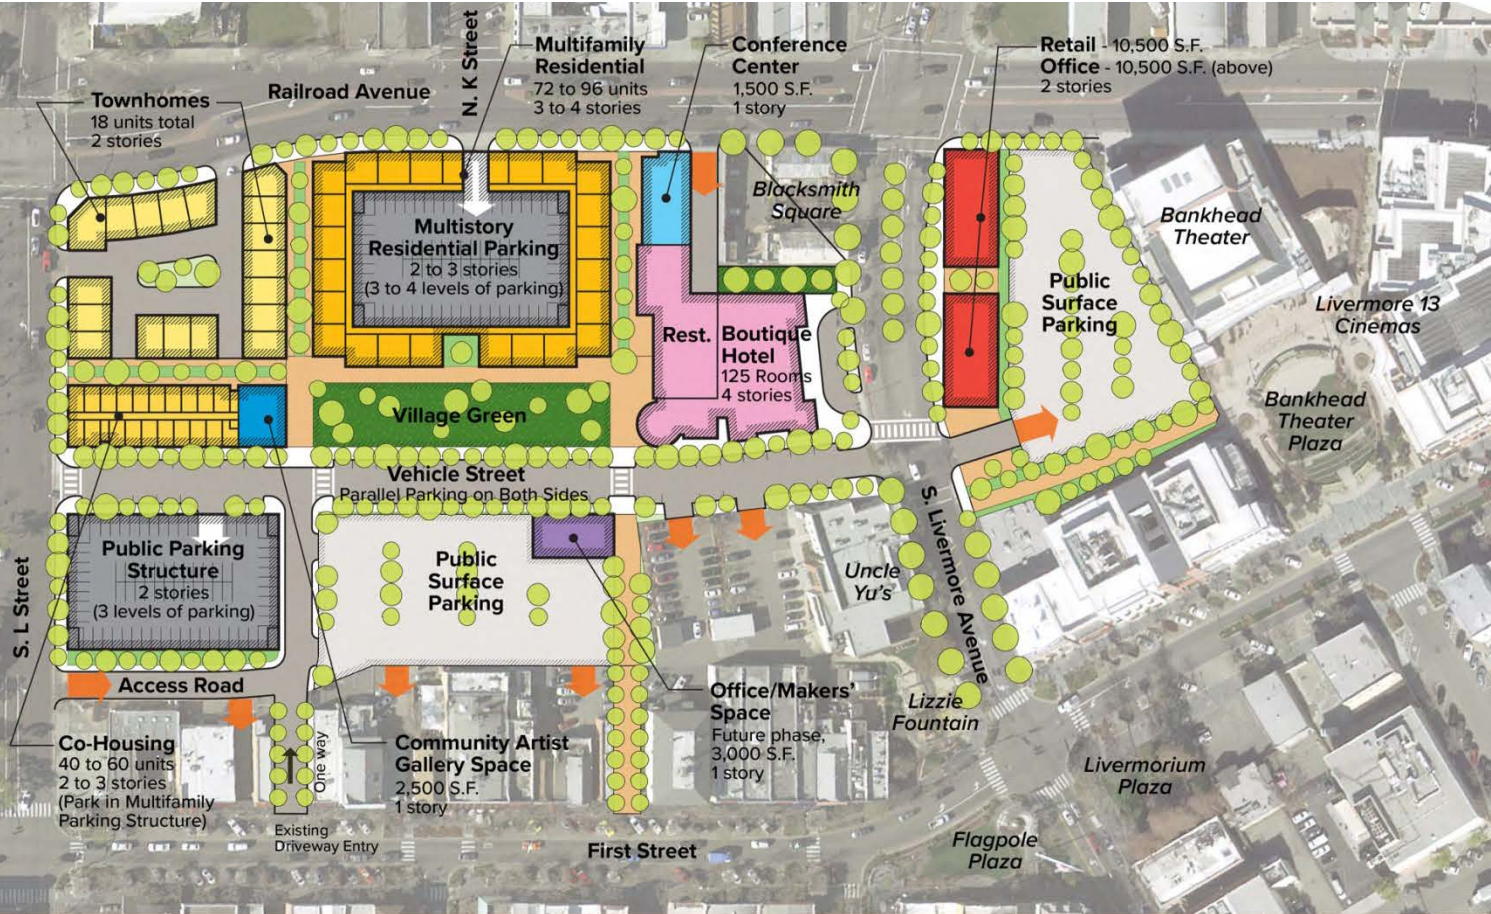 N. K Street
Railroad Avenue
Townhomes
18 units total
2 stories
Multifamily
Residential
72 to 96 units
3 to 4 stories
Conference
Center
1,500 S.F.
1 story
Retail - 10,500 S.F.
Office - 10,500 S.F. (above)
2 stories
Blacksmith
Square
Bankhead
Theater
Multistory
Residential Parking
2 to 3 stories
(3 to 4 levels of parking)
Public
Surface
Parking
Livermore 13
Cinemas
Rest.
Boutique
Hotel
125 Rooms
4 stories
Bankhead
Theater
Plaza
Village Green
Vehicle Street
Parallel Parking on Both Sides
S. L Street
Public Parking
Structure
2 stories
(3 levels of parking)
Public
Surface
Parking
Uncle
Yu's
S. Livermore Avenue
Access Road
Lizzie
Fountain
Office/Makers'
Space
Future phase,
3,000 S.F.
1 story
Co-Housing
40 to 60 units
2 to 3 stories
(Park in Multifamily
Parking Structure)
One way
Community Artist
Gallery Space
2,500 S.F.
1 story
Livermorium
Plaza
Existing
Driveway Entry
First Street
Flagpole
Plaza